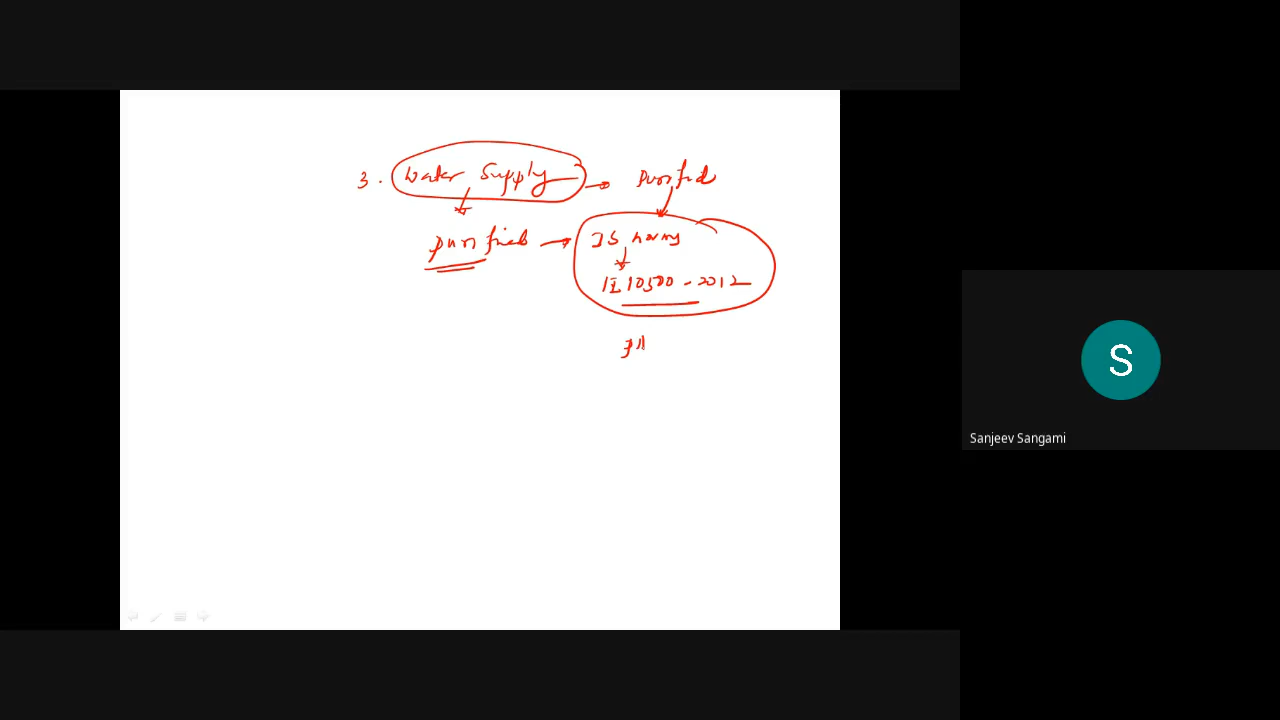 3. Water Supply → Purified
purified → IS norms
IS 10500 - 2012
S
Sanjeev Sangami